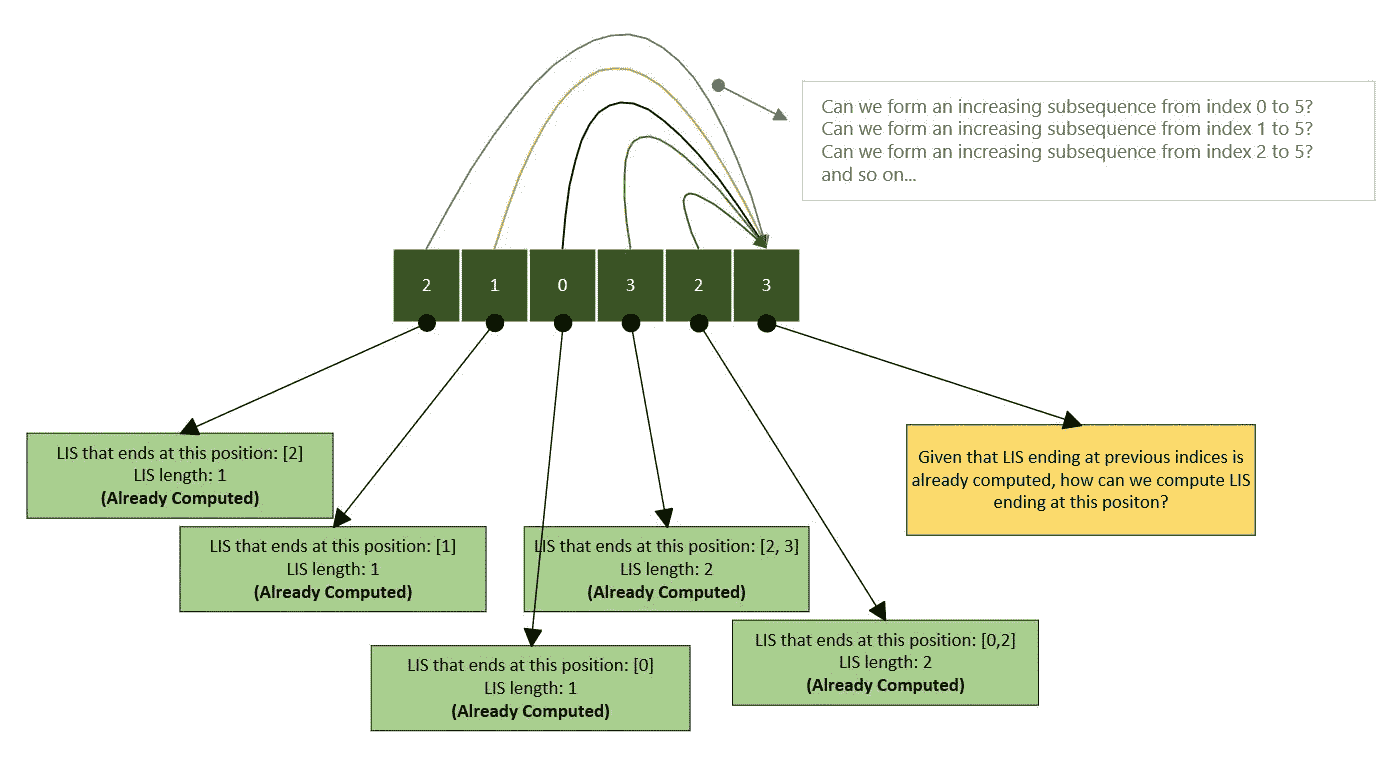 Can we form an increasing subsequence from index 0 to 5?
Can we form an increasing subsequence from index 1 to 5?
Can we form an increasing subsequence from index 2 to 5?
and so on...
2 1 0 3 2 3
LIS that ends at this position: [2]
LIS length: 1
(Already Computed)
Given that LIS ending at previous indices is
already computed, how can we compute LIS
ending at this positon?
LIS that ends at this position: [1]
LIS length: 1
(Already Computed)
LIS that ends at this position: [2, 3]
LIS length: 2
(Already Computed)
LIS that ends at this position: [0]
LIS length: 1
(Already Computed)
LIS that ends at this position: [0,2]
LIS length: 2
(Already Computed)